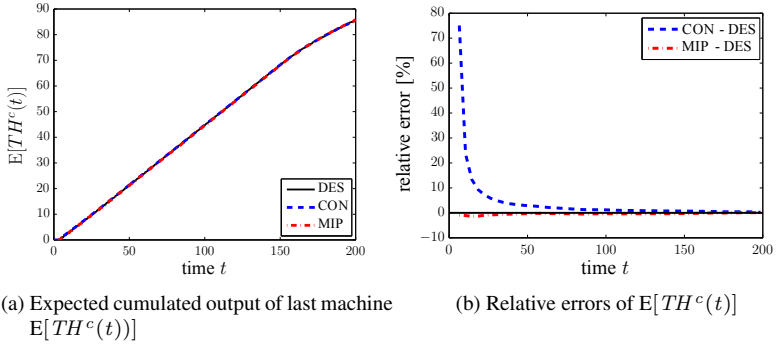 90
80
70
60
50
40
30
20
10
0
E[TH^c(t)]
0 50 100 150 200
time t
DES
CON
MIP
80
70
60
50
40
30
20
10
0
−10
relative error [%]
0 50 100 150 200
time t
CON - DES
MIP - DES
(a) Expected cumulated output of last machine
E[TH^c(t))]
(b) Relative errors of E[TH^c(t)]